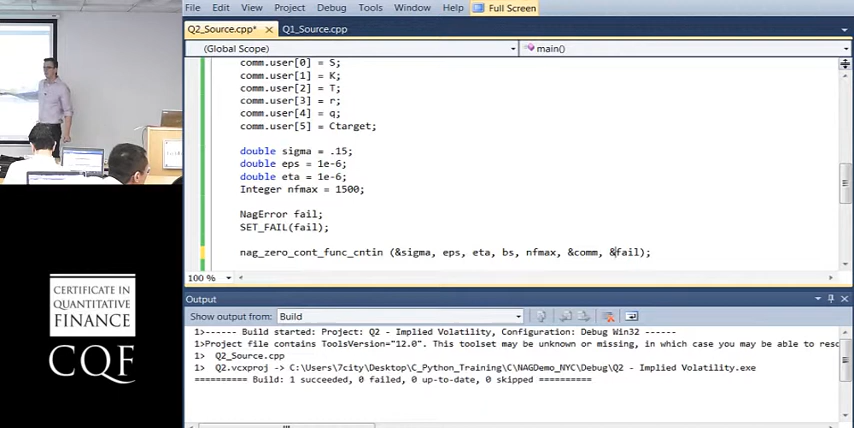 File Edit View Project Debug Tools Window Help Full Screen
Q2_Source.cpp* Q1_Source.cpp
(Global Scope) main()
comm.user[0] = S;
comm.user[1] = K;
comm.user[2] = T;
comm.user[3] = r;
comm.user[4] = q;
comm.user[5] = Ctarget;
double sigma = .15;
double eps = 1e-6;
double eta = 1e-6;
Integer nfmax = 1500;
NagError fail;
SET_FAIL(fail);
nag_zero_cont_func_cntin (&sigma, eps, eta, bs, nfmax, &comm, &fail);
100 %
Output
Show output from: Build
1>------ Build started: Project: Q2 - Implied Volatility, Configuration: Debug Win32 ------
1>Project file contains ToolsVersion="12.0". This toolset may be unknown or missing, in which case you may be able to reso
1> Q2_Source.cpp
1> Q2.vcxproj -> C:\Users\7city\Desktop\C_Python_Training\C\NAGDemo_NYC\Debug\Q2 - Implied Volatility.exe
========== Build: 1 succeeded, 0 failed, 0 up-to-date, 0 skipped ==========
CERTIFICATE IN
QUANTITATIVE
FINANCE
CQF